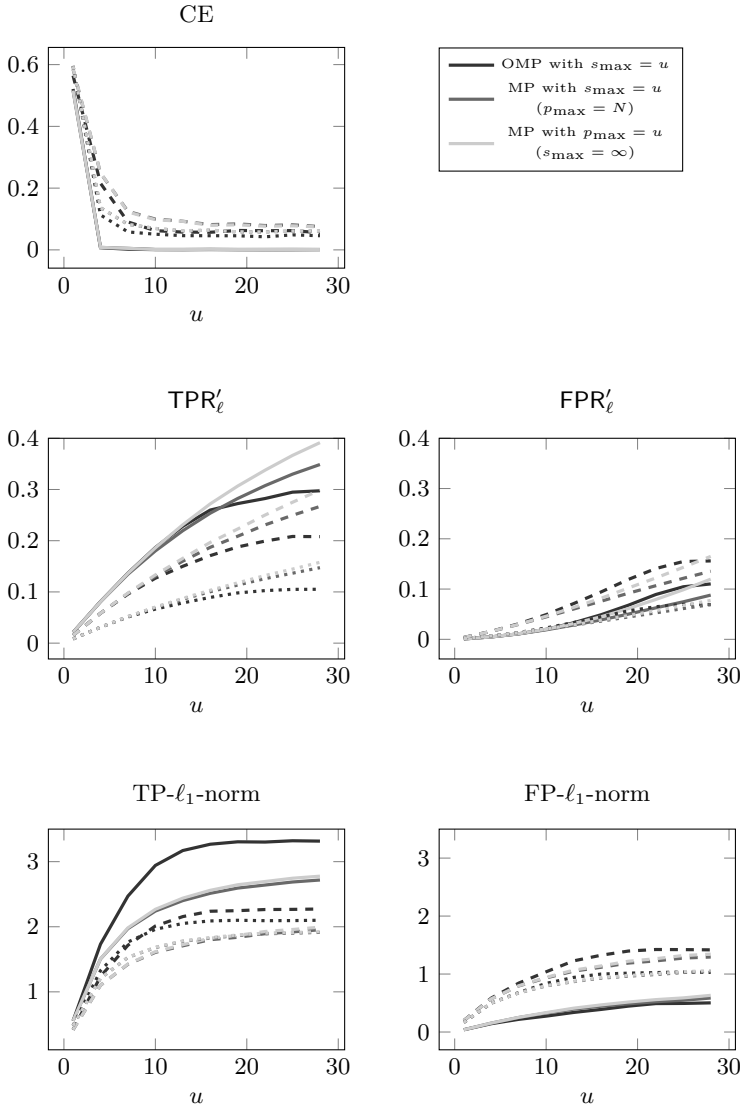 CE
0.6
0.4
0.2
0
0 10 20 30
u
OMP with s_max = u
MP with s_max = u
(p_max = N)
MP with p_max = u
(s_max = ∞)
TPR′_ℓ
0.4
0.3
0.2
0.1
0
0 10 20 30
u
FPR′_ℓ
0.4
0.3
0.2
0.1
0
0 10 20 30
u
TP-ℓ₁-norm
3
2
1
0 10 20 30
u
FP-ℓ₁-norm
3
2
1
0
0 10 20 30
u